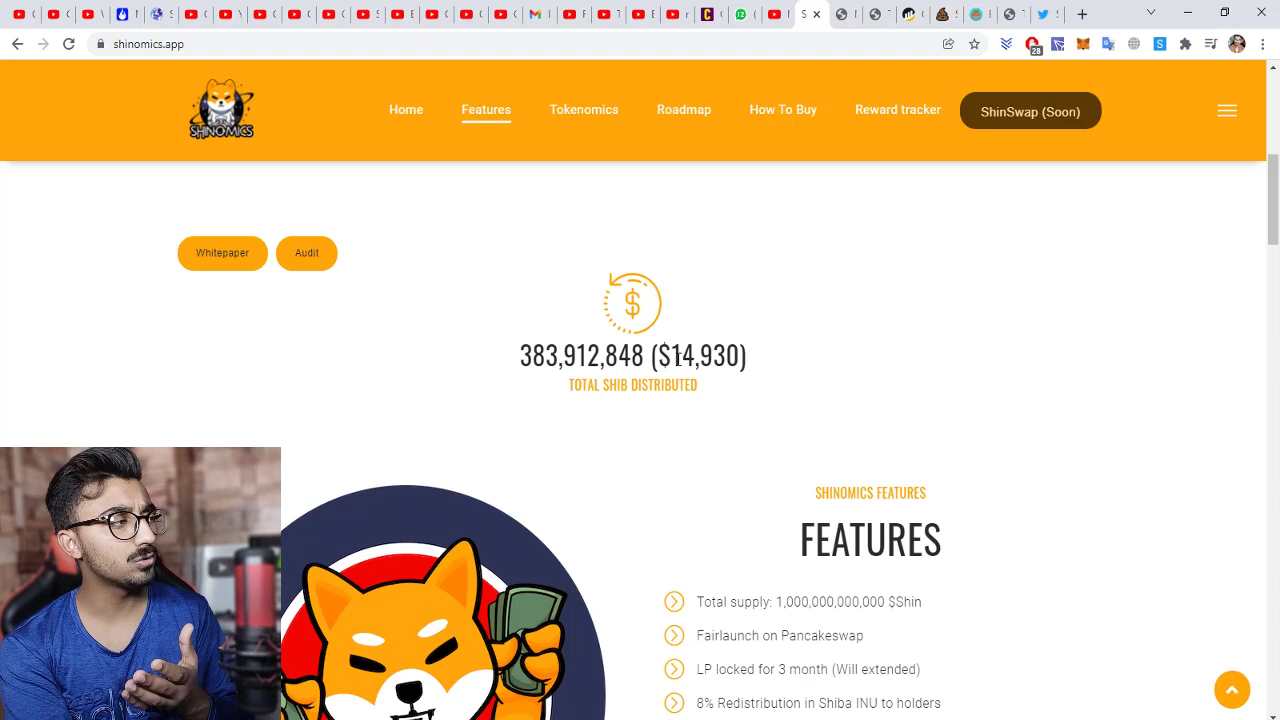 shinomics.app
28
SHINOMICS
Home
Features
Tokenomics
Roadmap
How To Buy
Reward tracker
ShinSwap (Soon)
Whitepaper
Audit
$
383,912,848 ($14,930)
TOTAL SHIB DISTRIBUTED
SHINOMICS FEATURES
FEATURES
Total supply: 1,000,000,000,000 $Shin
Fairlaunch on Pancakeswap
LP locked for 3 month (Will extended)
8% Redistribution in Shiba INU to holders